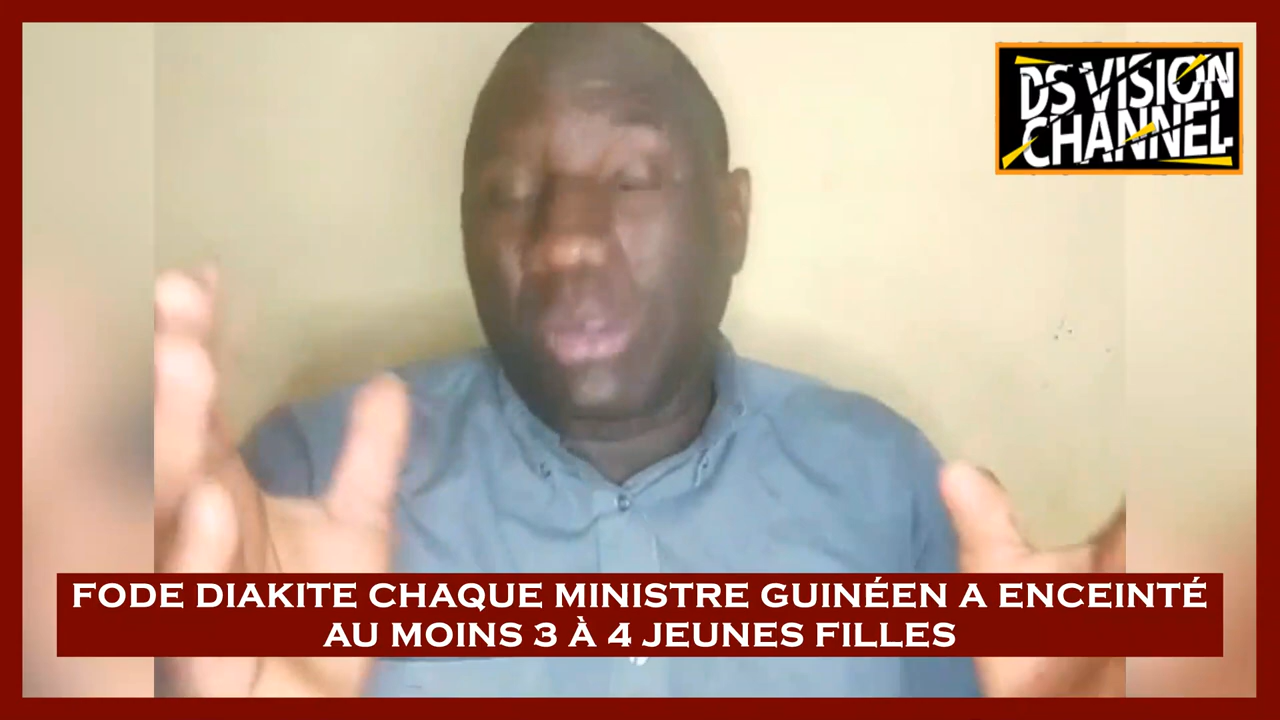 DS VISION
CHANNEL
FODE DIAKITE CHAQUE MINISTRE GUINÉEN A ENCEINTÉ
AU MOINS 3 À 4 JEUNES FILLES